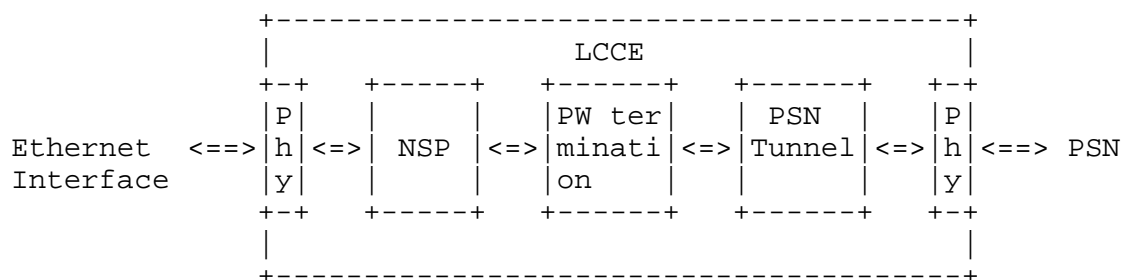 +--------------------------------------+
|                 LCCE                 |
+-+   +-----+   +------+   +------+   +-+
|P|   |     |   |PW ter|   | PSN  |   |P|
Ethernet <==>|h|<=>| NSP |<=>|minati|<=>|Tunnel|<=>|h|<==> PSN
Interface |y|   |     |   |on    |   |      |   |y|
+-+   +-----+   +------+   +------+   +-+
|                                      |
+--------------------------------------+